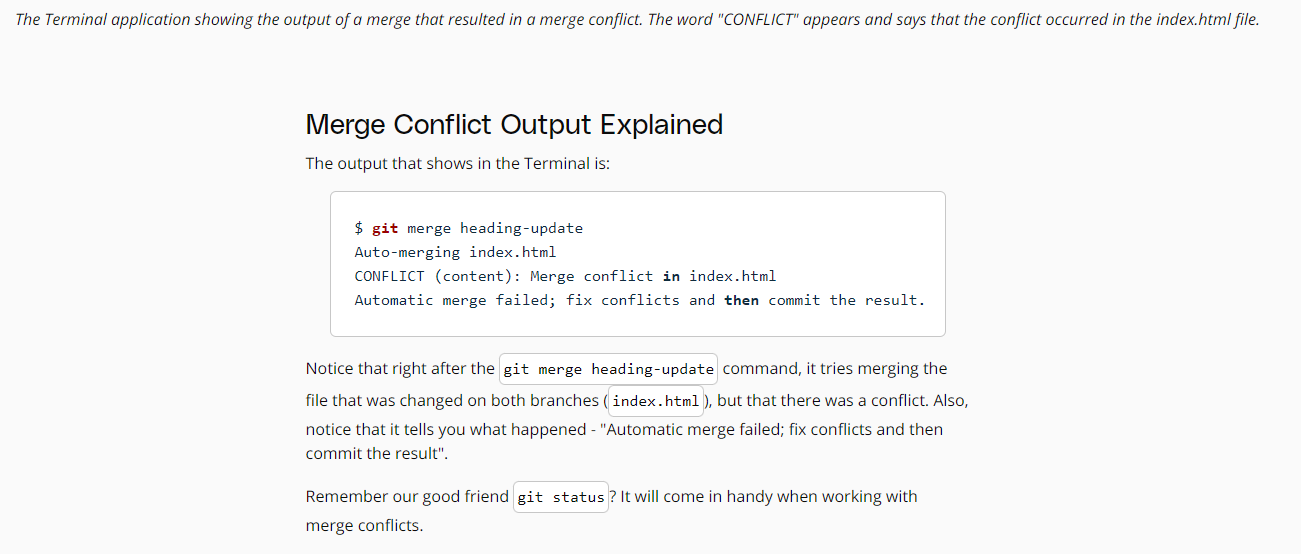 The Terminal application showing the output of a merge that resulted in a merge conflict. The word "CONFLICT" appears and says that the conflict occurred in the index.html file.
Merge Conflict Output Explained
The output that shows in the Terminal is:
$ git merge heading-update
Auto-merging index.html
CONFLICT (content): Merge conflict in index.html
Automatic merge failed; fix conflicts and then commit the result.
Notice that right after the git merge heading-update command, it tries merging the
file that was changed on both branches ( index.html ), but that there was a conflict. Also,
notice that it tells you what happened - "Automatic merge failed; fix conflicts and then
commit the result".
Remember our good friend git status ? It will come in handy when working with
merge conflicts.